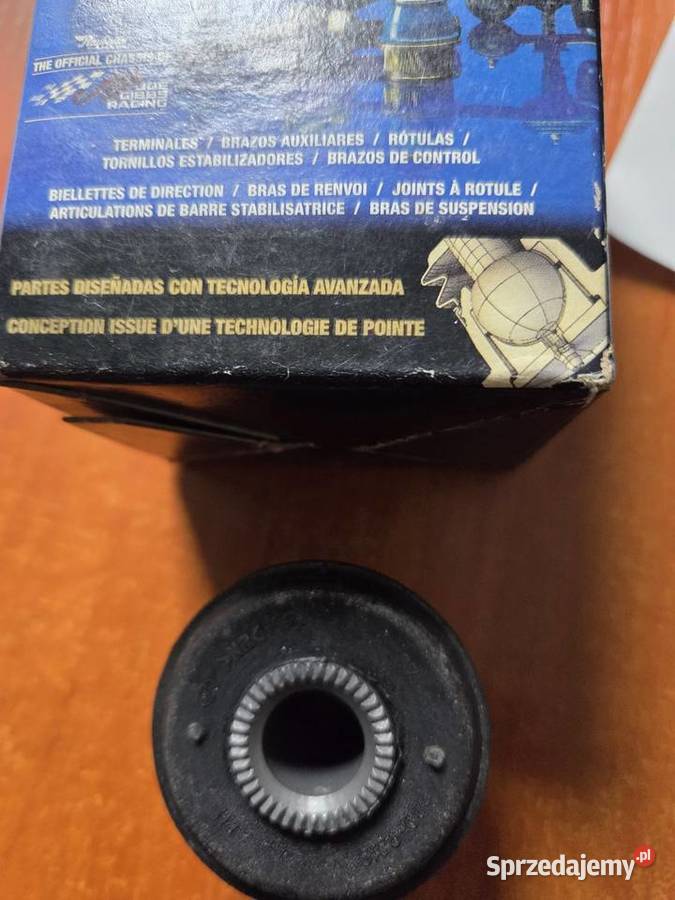 THE OFFICIAL CHASSIS OF
JOE
GIBBS
RACING
TERMINALES / BRAZOS AUXILIARES / RÓTULAS /
TORNILLOS ESTABILIZADORES / BRAZOS DE CONTROL
BIELLETTES DE DIRECTION / BRAS DE RENVOI / JOINTS À ROTULE /
ARTICULATIONS DE BARRE STABILISATRICE / BRAS DE SUSPENSION
PARTES DISEÑADAS CON TECNOLOGÍA AVANZADA
CONCEPTION ISSUE D'UNE TECHNOLOGIE DE POINTE
Sprzedajemy.pl